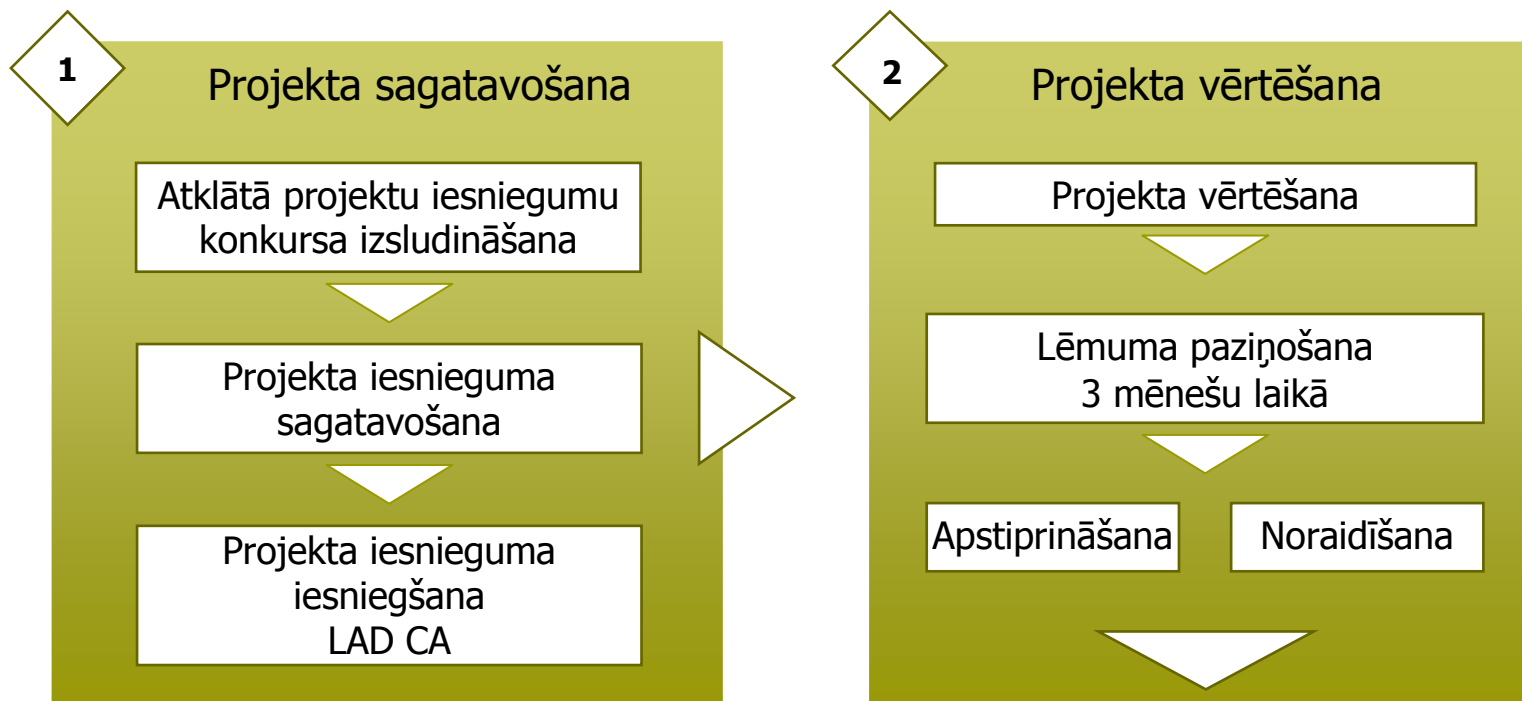 1
Projekta sagatavošana
Atklātā projektu iesniegumu
konkursa izsludināšana
Projekta iesnieguma
sagatavošana
Projekta iesnieguma
iesniegšana
LAD CA
2
Projekta vērtēšana
Projekta vērtēšana
Lēmuma paziņošana
3 mēnešu laikā
Apstiprināšana
Noraidīšana